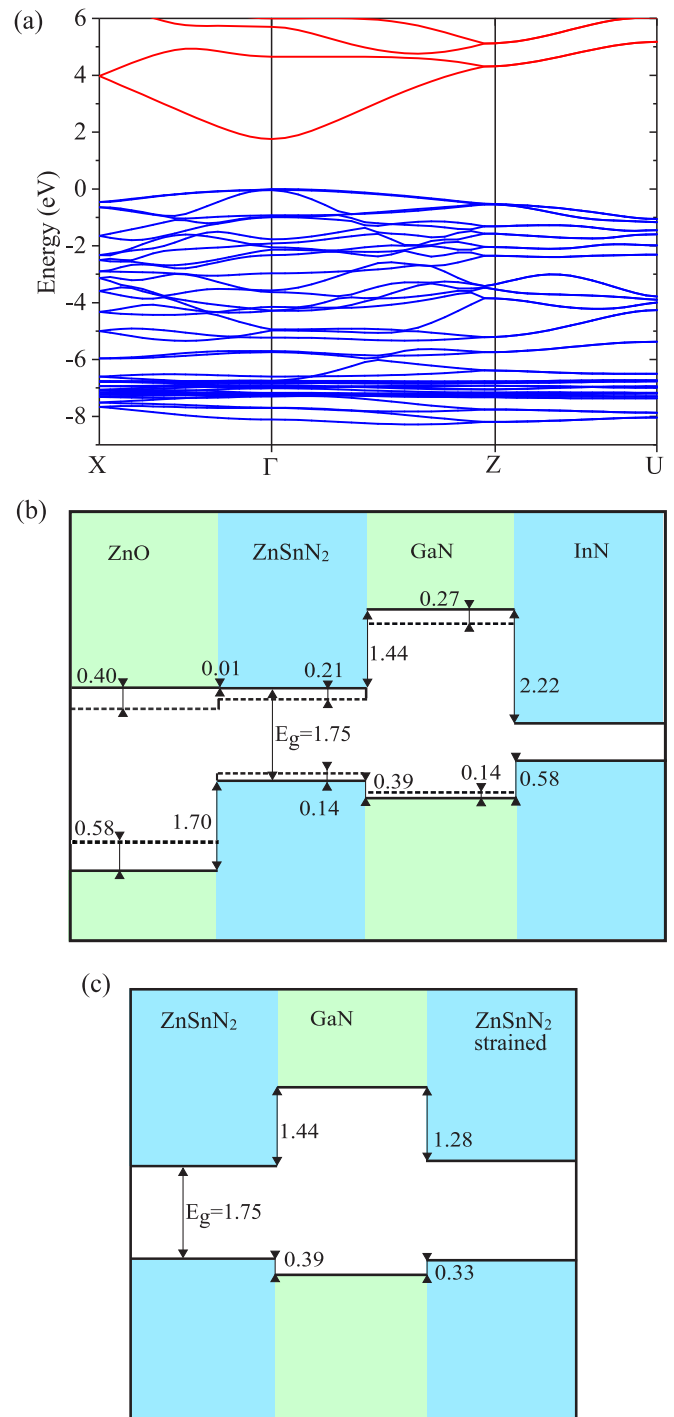 (a)
6
4
2
0
-2
-4
-6
-8
Energy (eV)
X Γ Z U
(b)
ZnO ZnSnN₂ GaN InN
0.27
1.44
0.40 0.01 0.21
2.22
Eg=1.75
0.39 0.14 0.58
0.14
0.58 1.70
(c)
ZnSnN₂ GaN ZnSnN₂
strained
1.44 1.28
Eg=1.75
0.39 0.33